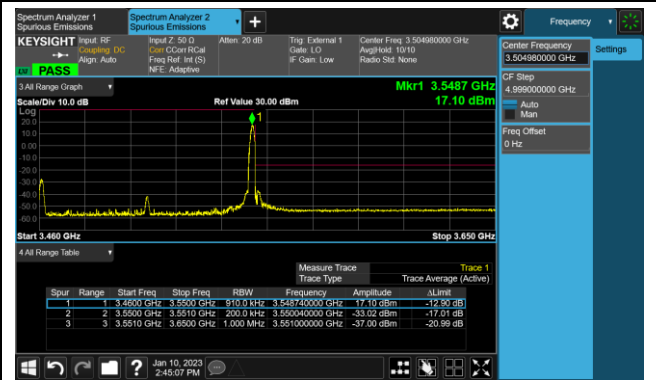 Spectrum Analyzer 1
Spurious Emissions
Spectrum Analyzer 2
Spurious Emissions
Frequency
KEYSIGHT
Input: RF
Coupling: DC
Align: Auto
Input Z: 50 Ω
Corr CCorr RCal
Freq Ref: Int (S)
NFE: Adaptive
Atten: 20 dB
Trig: External 1
Gate: LO
IF Gain: Low
Center Freq: 3.504980000 GHz
Avg|Hold: 10/10
Radio Std: None
PASS
Center Frequency
3.504980000 GHz
Settings
CF Step
4.999000000 GHz
Auto
Man
Freq Offset
0 Hz
3 All Range Graph
Mkr1 3.5487 GHz
17.10 dBm
Scale/Div 10.0 dB
Ref Value 30.00 dBm
Log
20.0
10.0
0.00
-10.0
-20.0
-30.0
-40.0
-50.0
-60.0
1
Start 3.460 GHz
Stop 3.650 GHz
4 All Range Table
Measure Trace Trace 1
Trace Type Trace Average (Active)
Spur Range Start Freq Stop Freq RBW Frequency Amplitude ΔLimit
1 1 3.4600 GHz 3.5500 GHz 910.0 kHz 3.548740000 GHz 17.10 dBm -12.90 dB
2 2 3.5500 GHz 3.5510 GHz 200.0 kHz 3.550040000 GHz -33.02 dBm -17.01 dB
3 3 3.5510 GHz 3.6500 GHz 1.000 MHz 3.551000000 GHz -37.00 dBm -20.99 dB
Jan 10, 2023
2:45:07 PM